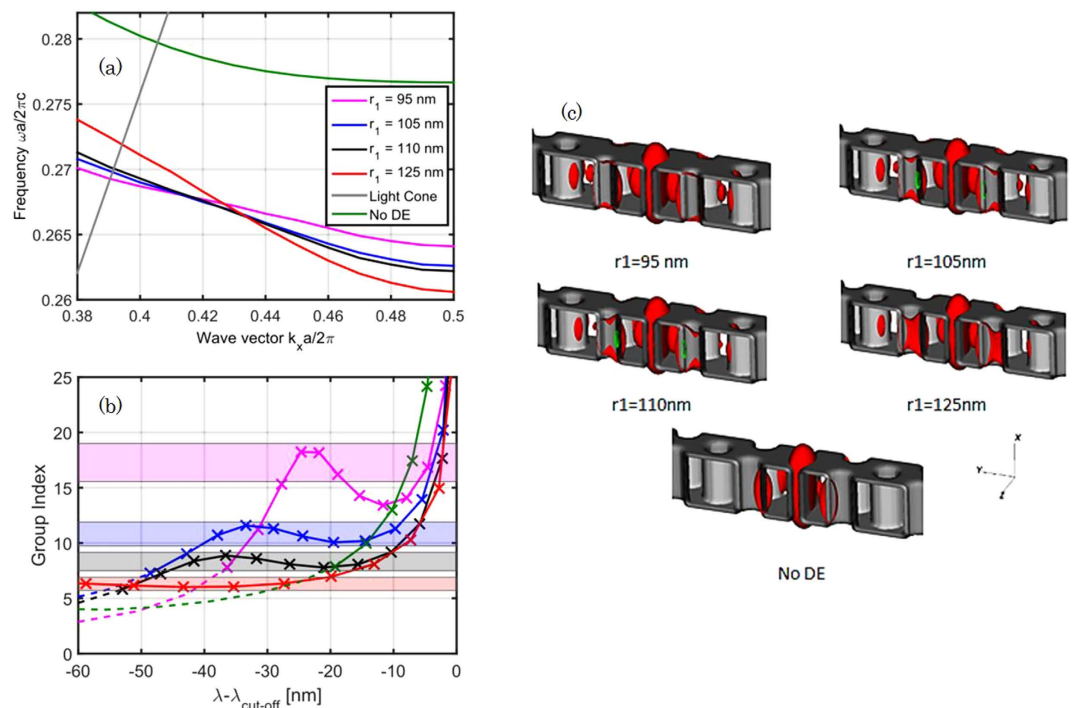 (a)
0.28
0.275
0.27
0.265
0.26
Frequency ωa/2πc
0.38 0.4 0.42 0.44 0.46 0.48 0.5
Wave vector kₓa/2π
r₁ = 95 nm
r₁ = 105 nm
r₁ = 110 nm
r₁ = 125 nm
Light Cone
No DE
(b)
25
20
15
10
5
0
Group Index
-60 -50 -40 -30 -20 -10 0
λ-λcut-off [nm]
(c)
r1=95 nm
r1=105nm
r1=110nm
r1=125nm
No DE
X
Y
Z